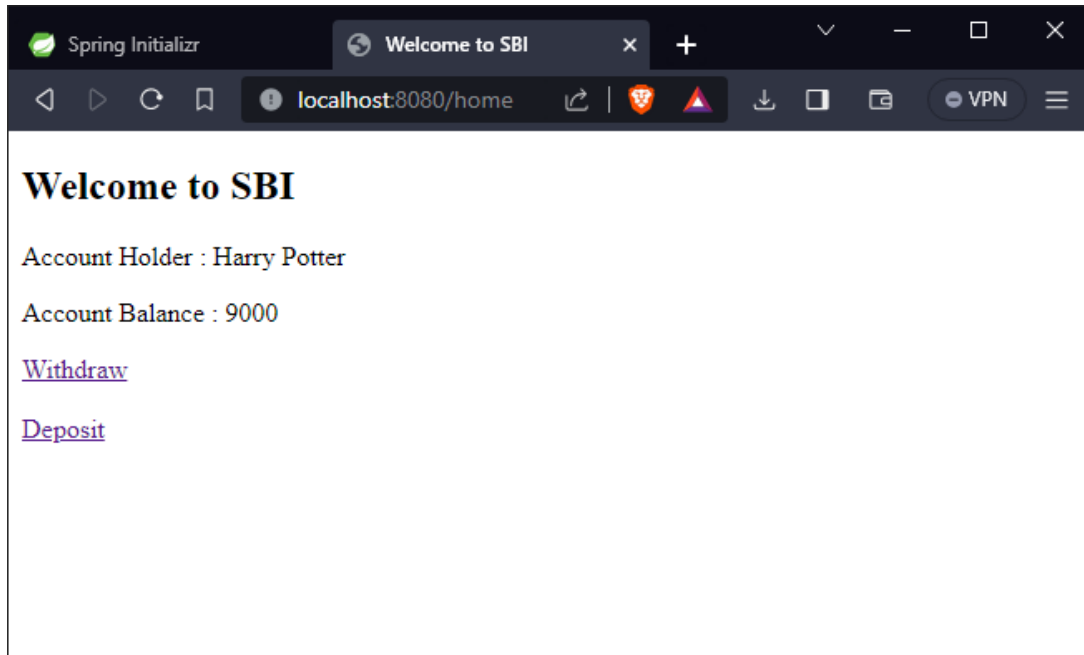 Spring Initializr
Welcome to SBI
localhost:8080/home
VPN
Welcome to SBI
Account Holder : Harry Potter
Account Balance : 9000
Withdraw
Deposit